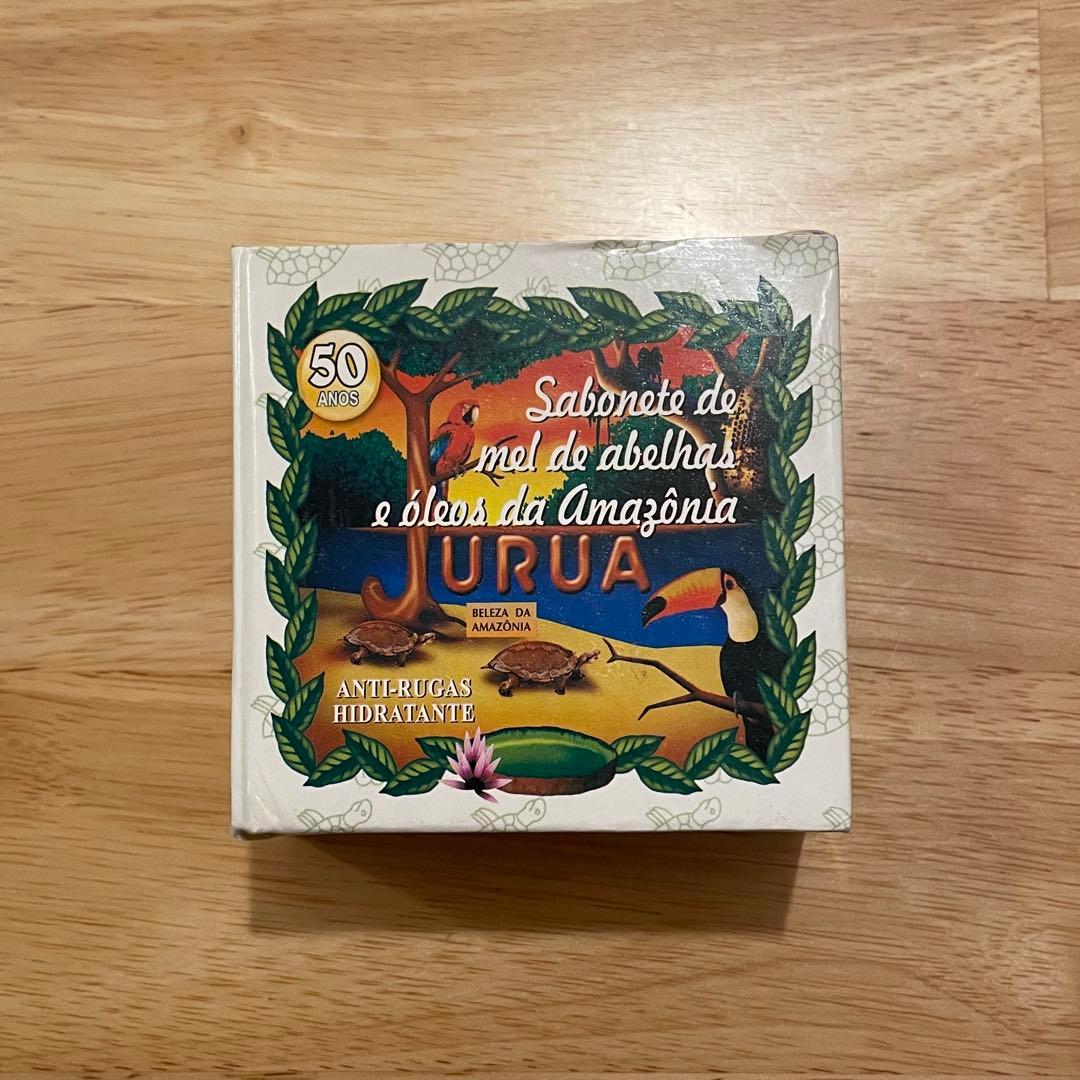 50
ANOS
Sabonete de
mel de abelhas
e óleos da Amazônia
JURUA
BELEZA DA
AMAZÔNIA
ANTI-RUGAS
HIDRATANTE